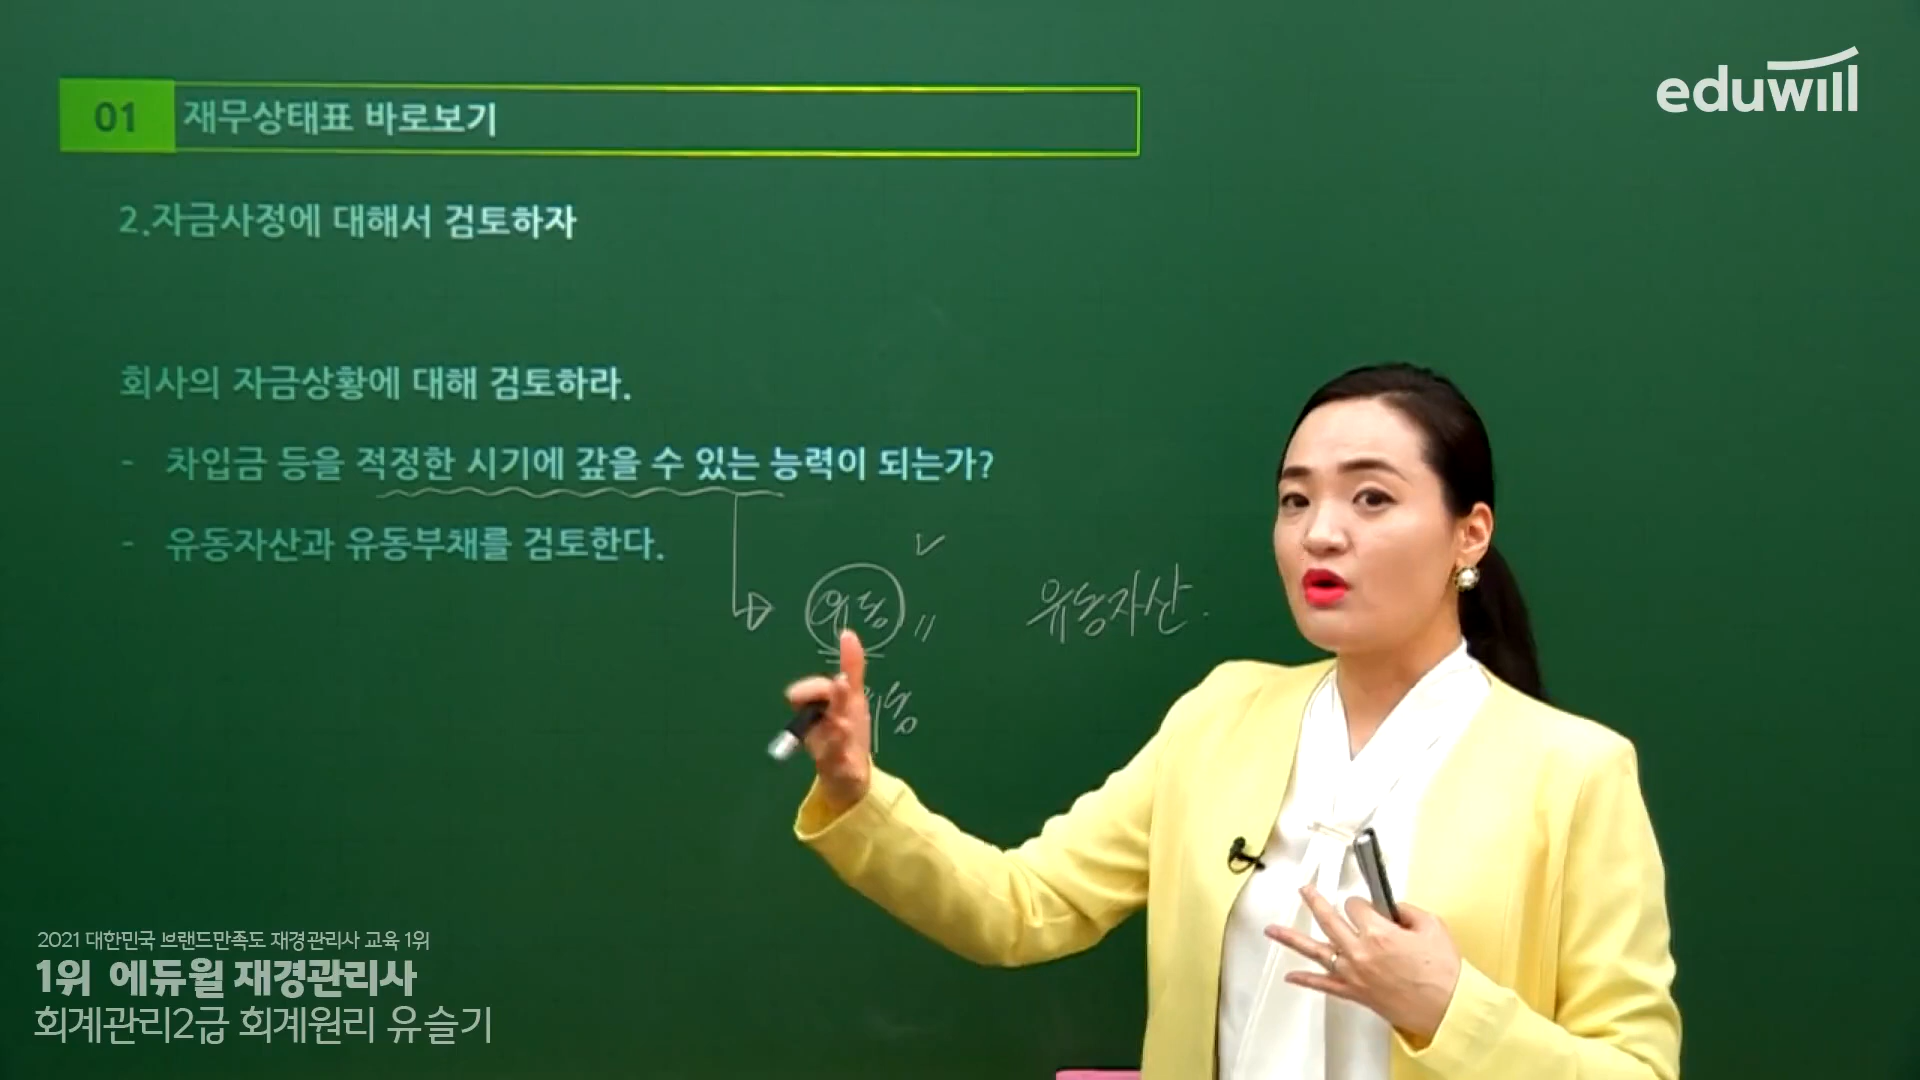 eduwill
01 재무상태표 바로보기
2.자금사정에 대해서 검토하자
회사의 자금상황에 대해 검토하라.
- 차입금 등을 적정한 시기에 갚을 수 있는 능력이 되는가?
- 유동자산과 유동부채를 검토한다.
유동 유동자산.
2021 대한민국 브랜드만족도 재경관리사 교육 1위
1위 에듀윌 재경관리사
회계관리2급 회계원리 유슬기